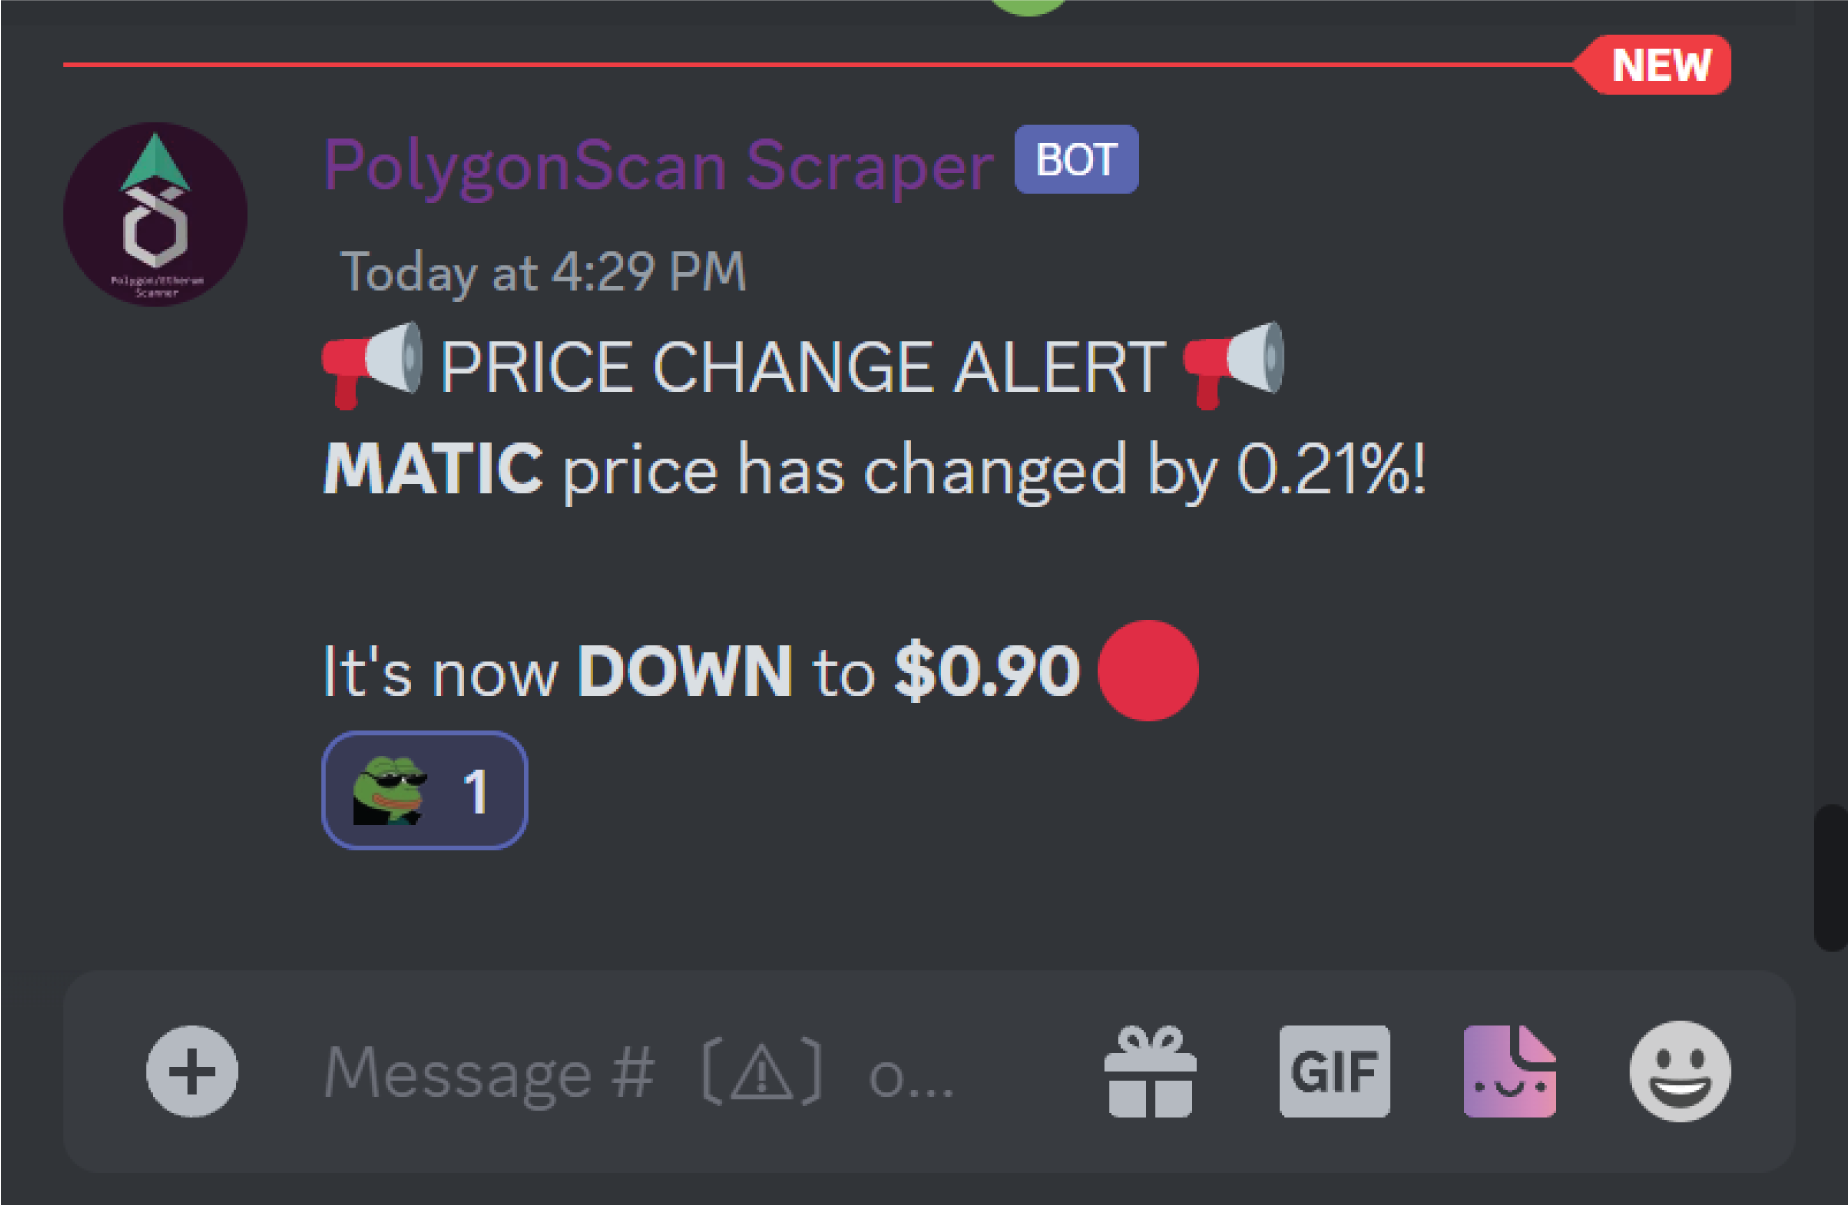 NEW
PolygonScan Scraper BOT
Polygon/Etherum
Scanner
Today at 4:29 PM
📢 PRICE CHANGE ALERT 📢
MATIC price has changed by 0.21%!
It's now DOWN to $0.90 🔴
1
Message # 〔⚠〕 o...
GIF